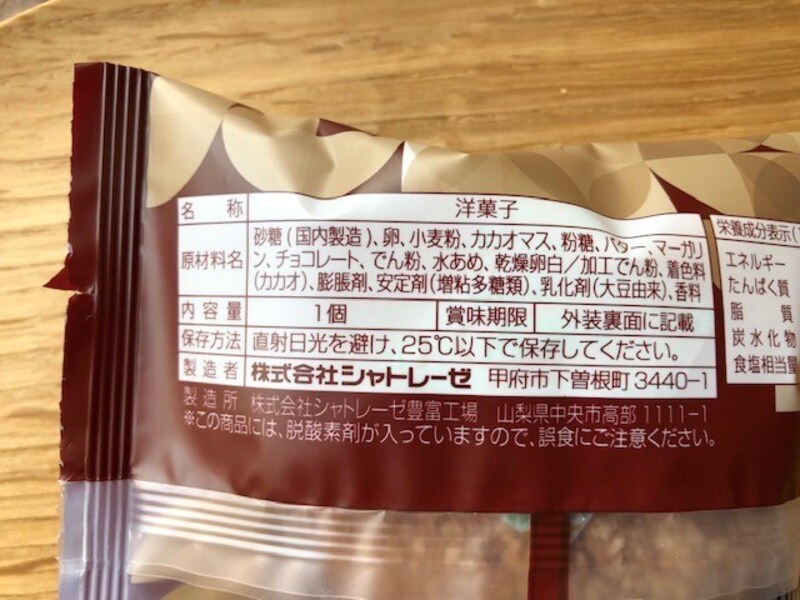 名称 洋菓子
原材料名 砂糖(国内製造)、卵、小麦粉、カカオマス、粉糖、バター、マーガリ
ン、チョコレート、でん粉、水あめ、乾燥卵白／加工でん粉、着色料
(カカオ)、膨脹剤、安定剤(増粘多糖類)、乳化剤(大豆由来)、香料
内容量 1個 賞味期限 外装裏面に記載
保存方法 直射日光を避け、25℃以下で保存してください。
製造者 株式会社シャトレーゼ 甲府市下曽根町3440-1
製造所 株式会社シャトレーゼ豊富工場 山梨県中央市高部1111-1
※この商品には、脱酸素剤が入っていますので、誤食にご注意ください。
栄養成分表示(
エネルギー
たんぱく質
脂質
炭水化物
食塩相当量